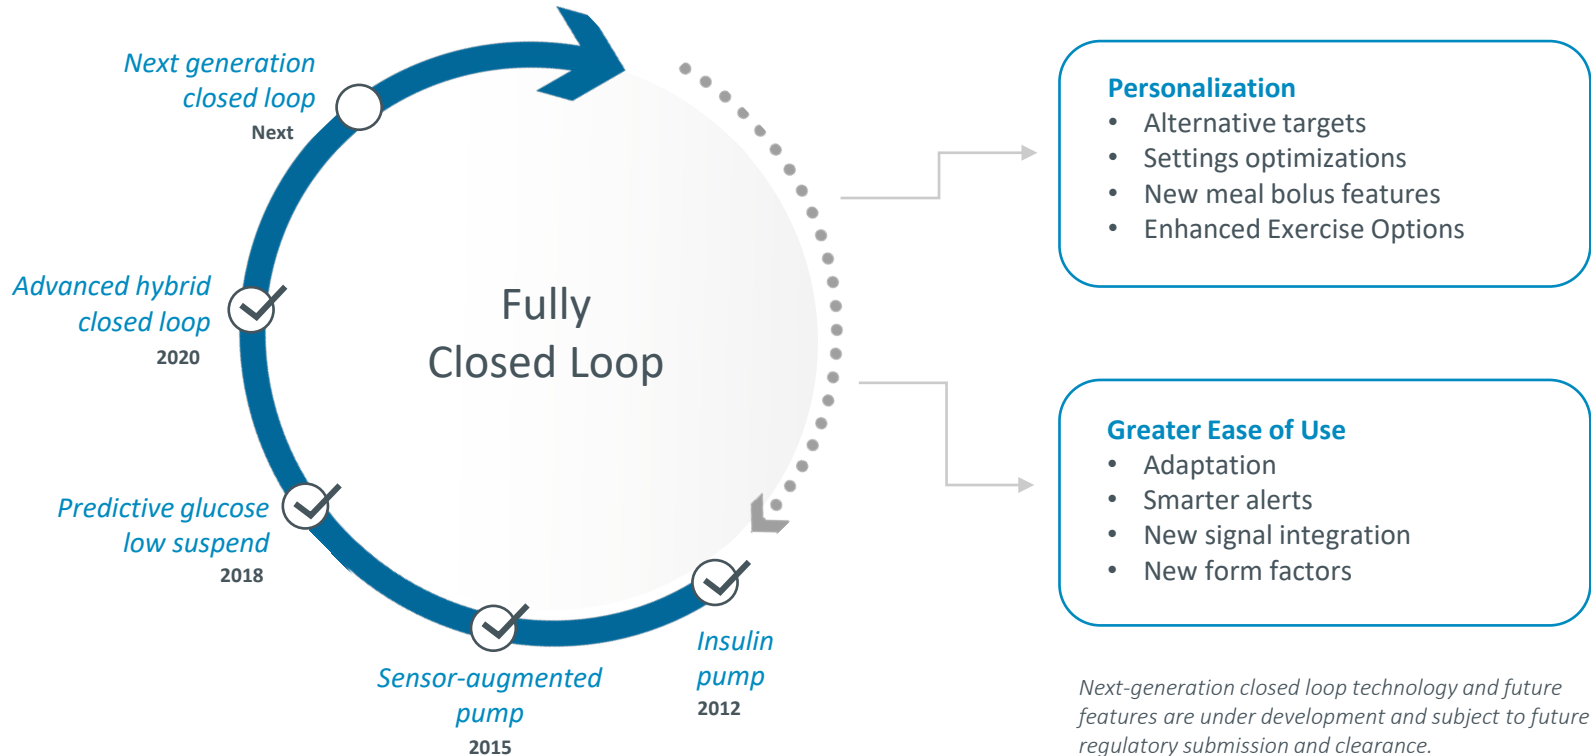 Next generation
closed loop
Next
Advanced hybrid
closed loop
2020
Predictive glucose
low suspend
2018
Sensor-augmented
pump
2015
Insulin
pump
2012
Fully
Closed Loop
Personalization
• Alternative targets
• Settings optimizations
• New meal bolus features
• Enhanced Exercise Options
Greater Ease of Use
• Adaptation
• Smarter alerts
• New signal integration
• New form factors
Next-generation closed loop technology and future
features are under development and subject to future
regulatory submission and clearance.